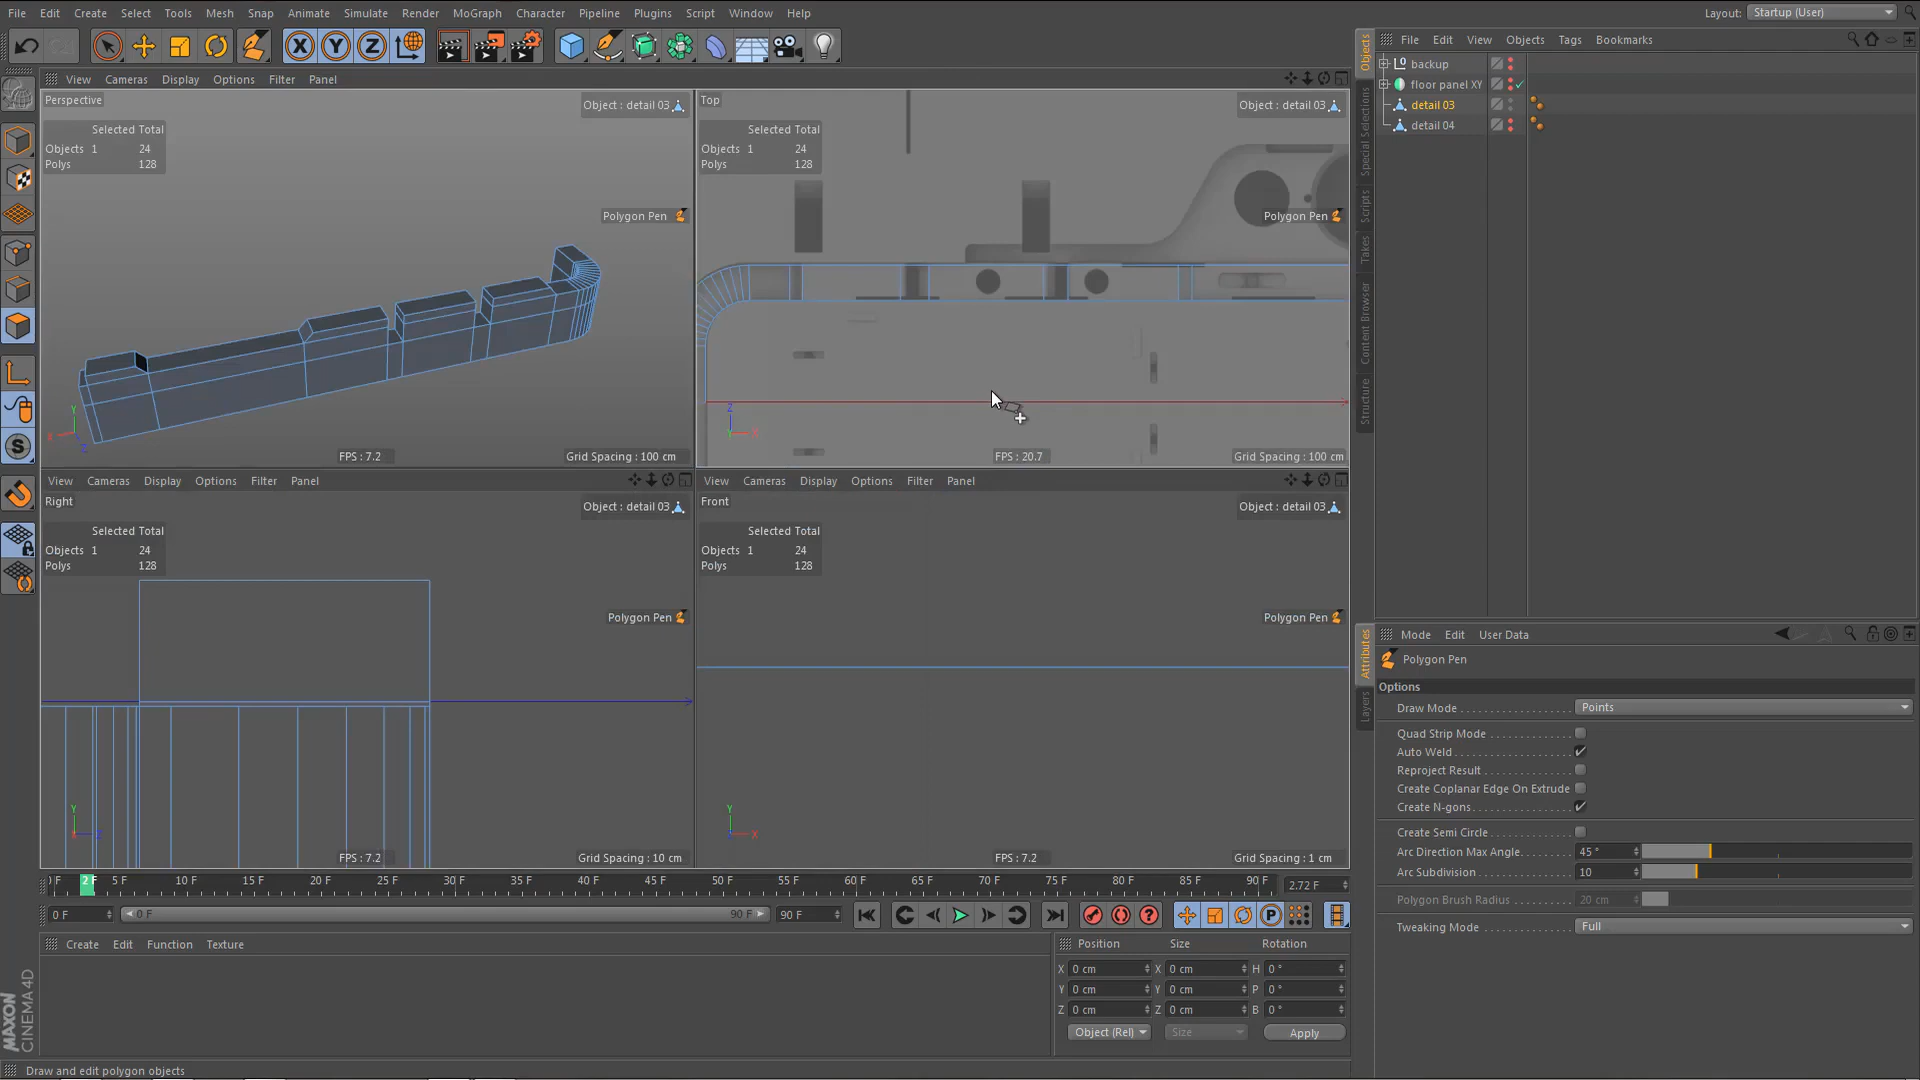 File Edit Create Select Tools Mesh Snap Animate Simulate Render MoGraph Character Pipeline Plugins Script Window Help Layout: Startup (User)
File Edit View Objects Tags Bookmarks
View Cameras Display Options Filter Panel
Objects
Special Selections
Scripts
Takes
Content Browser
Structure
backup
floor panel XY
detail 03
detail 04
Perspective
Object : detail 03
Selected Total
Objects 1 24
Polys 128
Polygon Pen
Y
X
Z
FPS : 7.2
Grid Spacing : 100 cm
Top
Object : detail 03
Selected Total
Objects 1 24
Polys 128
Polygon Pen
Z
Y X
FPS : 20.7
Grid Spacing : 100 cm
View Cameras Display Options Filter Panel
Right
Object : detail 03
Selected Total
Objects 1 24
Polys 128
Polygon Pen
Y
X Z
FPS : 7.2
Grid Spacing : 10 cm
View Cameras Display Options Filter Panel
Front
Object : detail 03
Selected Total
Objects 1 24
Polys 128
Polygon Pen
Y
X
FPS : 7.2
Grid Spacing : 1 cm
2 F 5 F 10 F 15 F 20 F 25 F 30 F 35 F 40 F 45 F 50 F 55 F 60 F 65 F 70 F 75 F 80 F 85 F 90 F 2.72 F
0 F 0 F 90 F 90 F
Create Edit Function Texture
Position Size Rotation
X 0 cm X 0 cm H 0 °
Y 0 cm Y 0 cm P 0 °
Z 0 cm Z 0 cm B 0 °
Object (Rel) Size Apply
MAXON
CINEMA 4D
Draw and edit polygon objects
Attributes
Layers
Mode Edit User Data
Polygon Pen
Options
Draw Mode Points
Quad Strip Mode
Auto Weld
Reproject Result
Create Coplanar Edge On Extrude
Create N-gons
Create Semi Circle
Arc Direction Max Angle 45 °
Arc Subdivision 10
Polygon Brush Radius 20 cm
Tweaking Mode Full